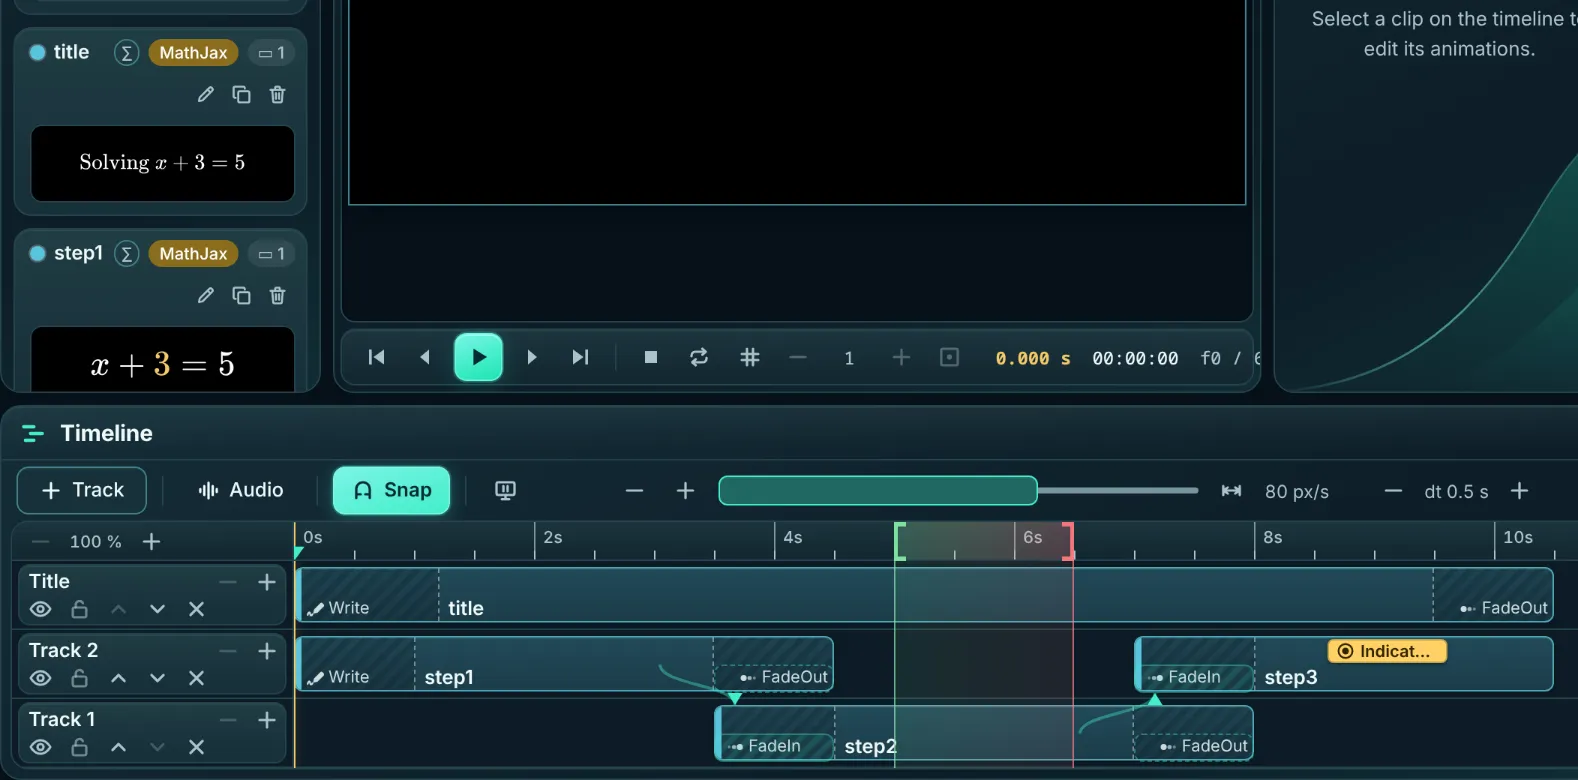 title Σ MathJax 1
Solving x + 3 = 5
step1 Σ MathJax 1
x + 3 = 5
Select a clip on the timeline
edit its animations.
1 0.000 s 00:00:00 f0 /
Timeline
+ Track Audio Snap − + 80 px/s − dt 0.5 s +
− 100 % + 0s 2s 4s 6s 8s 10s
Title − +
Write title FadeOut
Track 2 − +
Write step1 FadeOut FadeIn step3 Indicat...
Track 1 − +
FadeIn step2 FadeOut